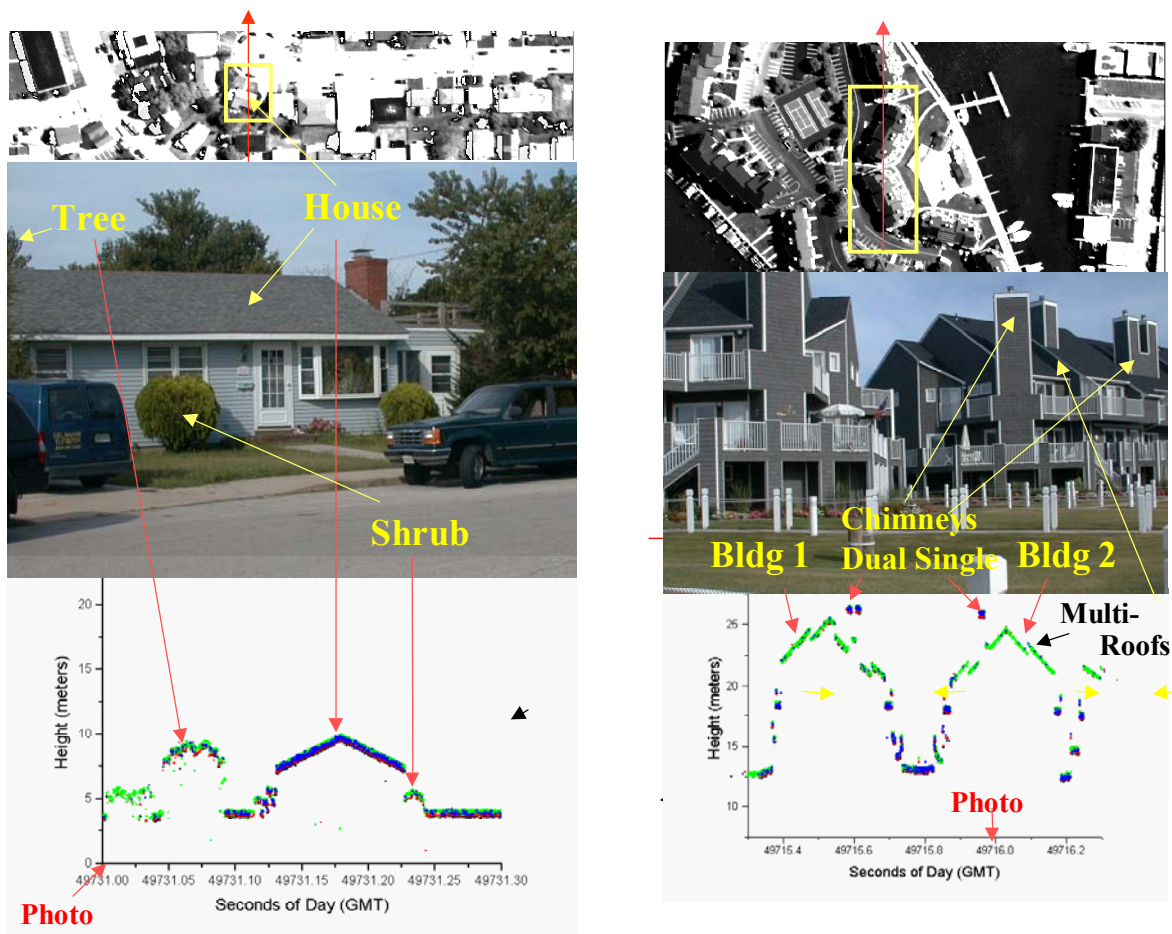 Tree
House
Shrub
20
15
10
5
0
Height (meters)
49731.00 49731.05 49731.10 49731.15 49731.20 49731.25 49731.30
Seconds of Day (GMT)
Photo
Chimneys
Dual Single
Bldg 1
Bldg 2
Multi-
Roofs
25
20
15
10
Height (meters)
Photo
49715.4 49715.6 49715.8 49716.0 49716.2
Seconds of Day (GMT)